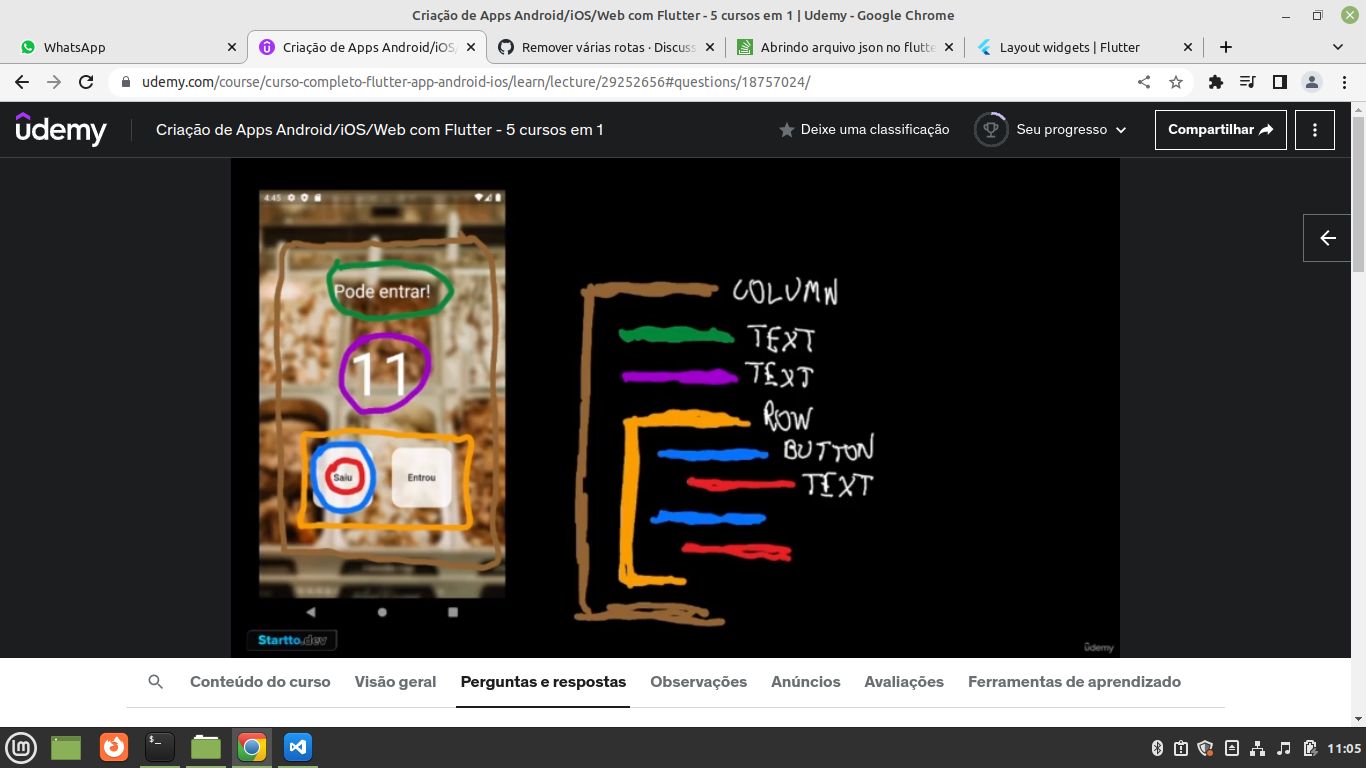 Criação de Apps Android/iOS/Web com Flutter - 5 cursos em 1 | Udemy - Google Chrome
WhatsApp
Criação de Apps Android/iOS/
Remover várias rotas · Discuss
Abrindo arquivo json no flutte
Layout widgets | Flutter
udemy.com/course/curso-completo-flutter-app-android-ios/learn/lecture/29252656#questions/18757024/
ûdemy
Criação de Apps Android/iOS/Web com Flutter - 5 cursos em 1
Deixe uma classificação
Seu progresso
Compartilhar
4:45
Pode entrar!
11
Saiu
Entrou
COLUMN
TEXT
TEXT
ROW
BUTTON
TEXT
Startto.dev
ûdemy
Conteúdo do curso
Visão geral
Perguntas e respostas
Observações
Anúncios
Avaliações
Ferramentas de aprendizado
11:05